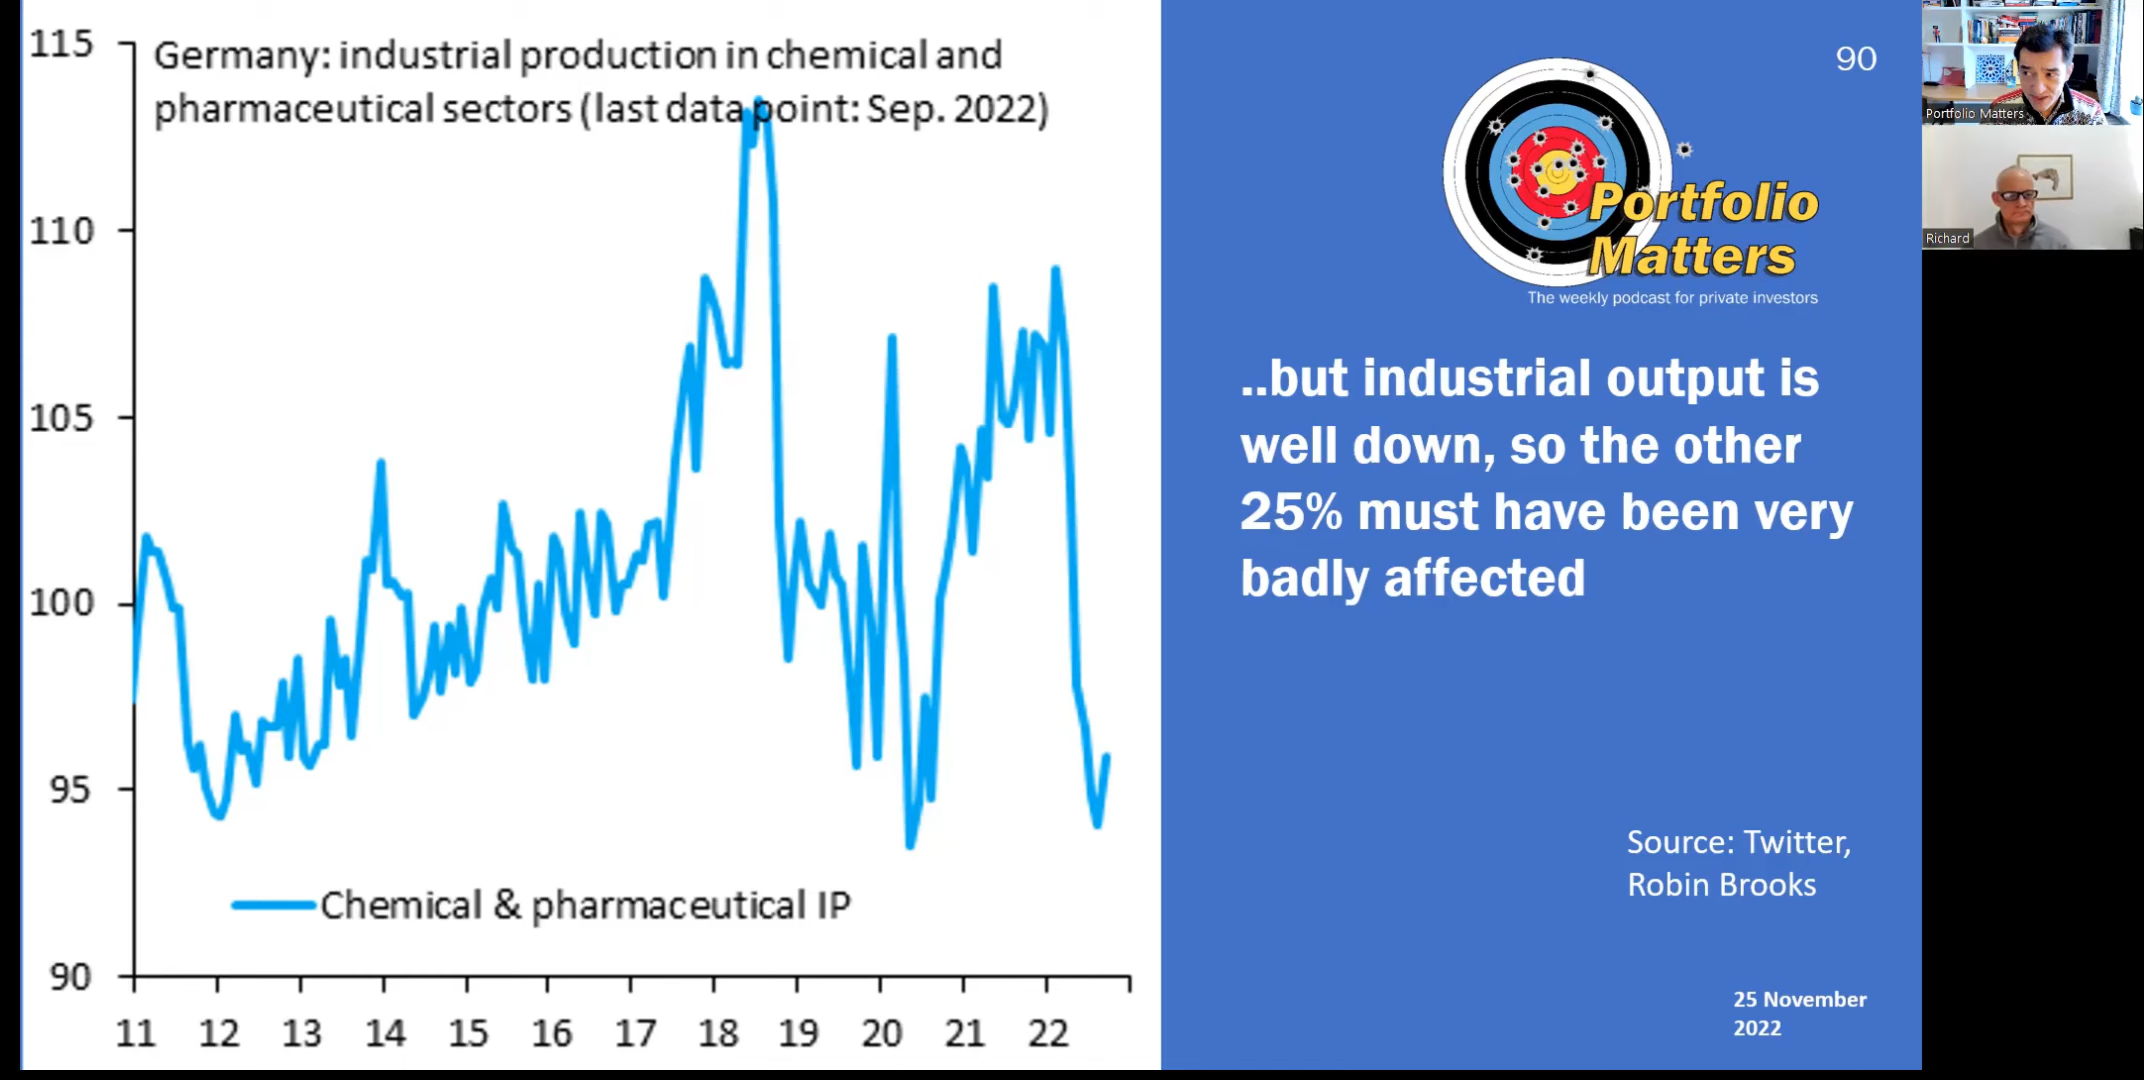 Germany: industrial production in chemical and
pharmaceutical sectors (last data point: Sep. 2022)
115
110
105
100
95
90
Chemical & pharmaceutical IP
11 12 13 14 15 16 17 18 19 20 21 22
90
Portfolio
Matters
The weekly podcast for private investors
..but industrial output is
well down, so the other
25% must have been very
badly affected
Source: Twitter,
Robin Brooks
25 November
2022
Portfolio Matters
Richard